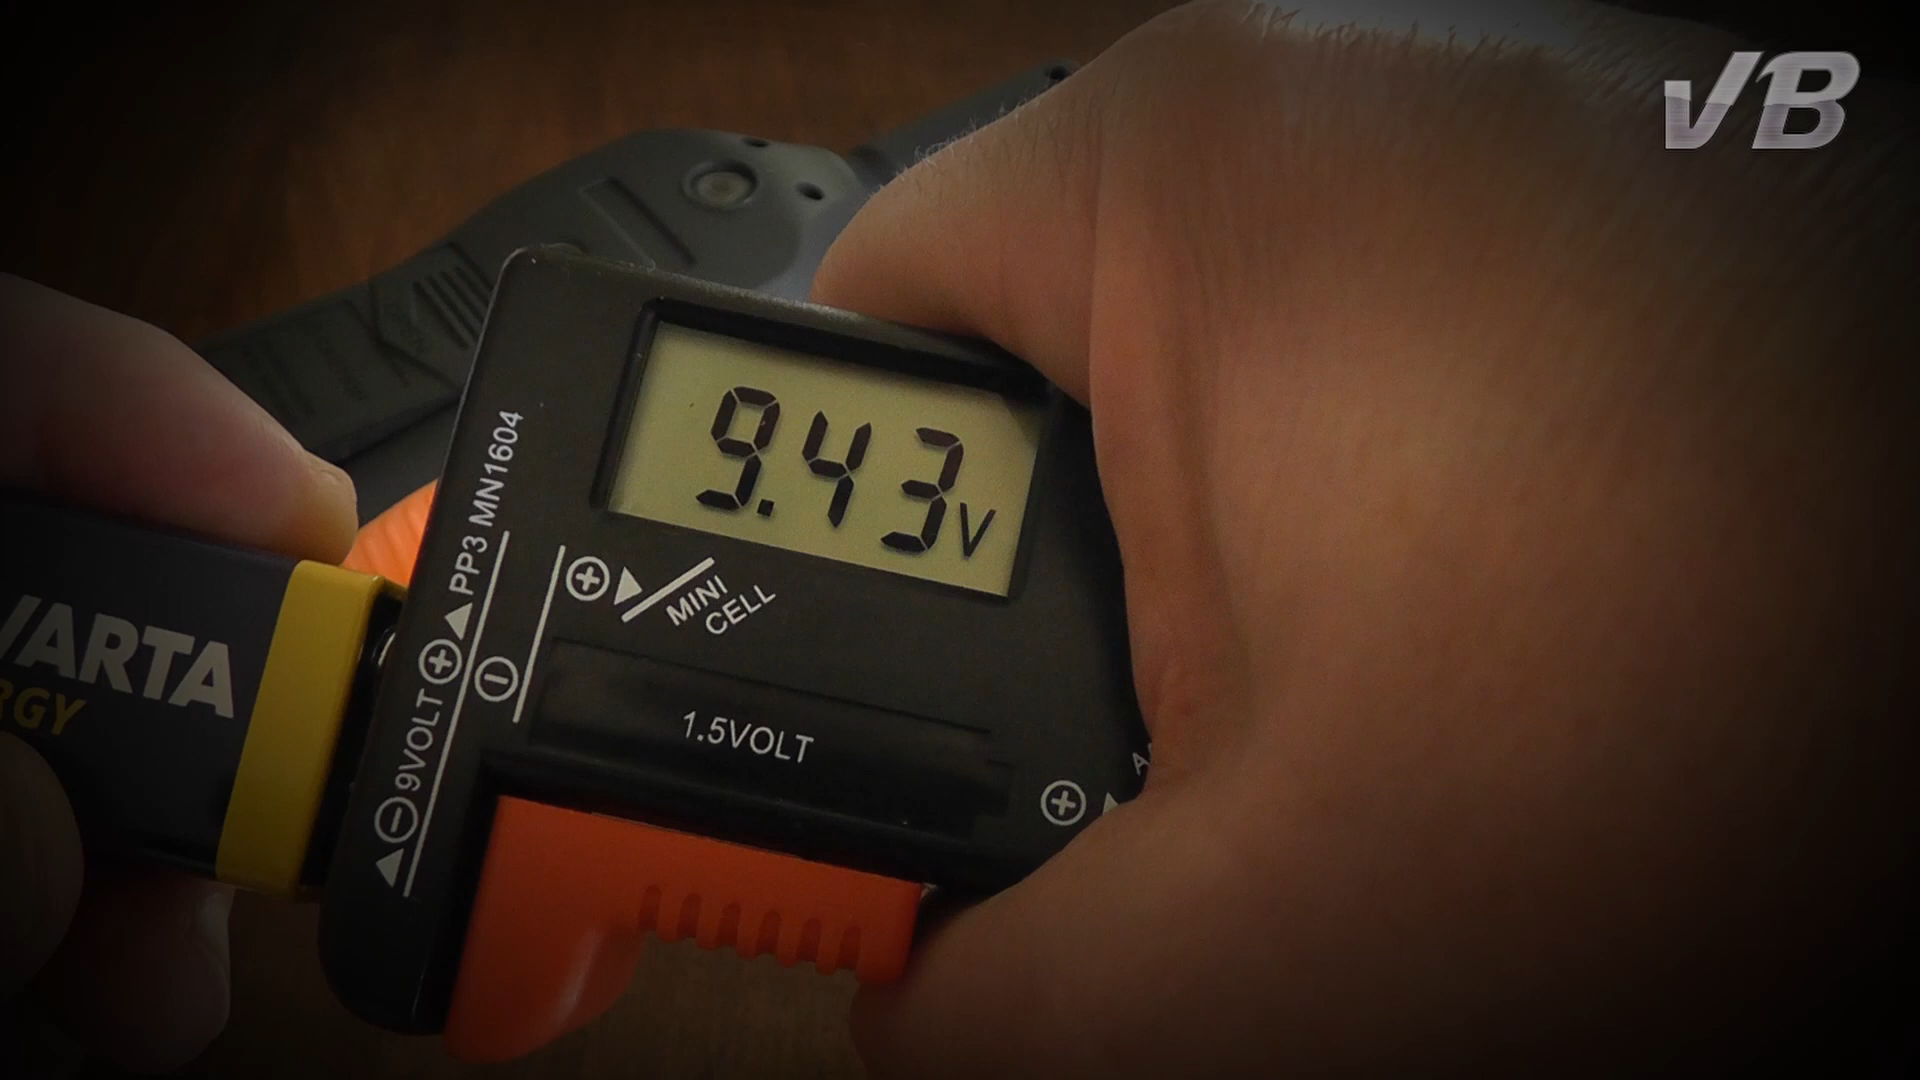 VB
9.43V
PP3 MN1604
9VOLT
MINI
CELL
1.5VOLT
VARTA
RGY